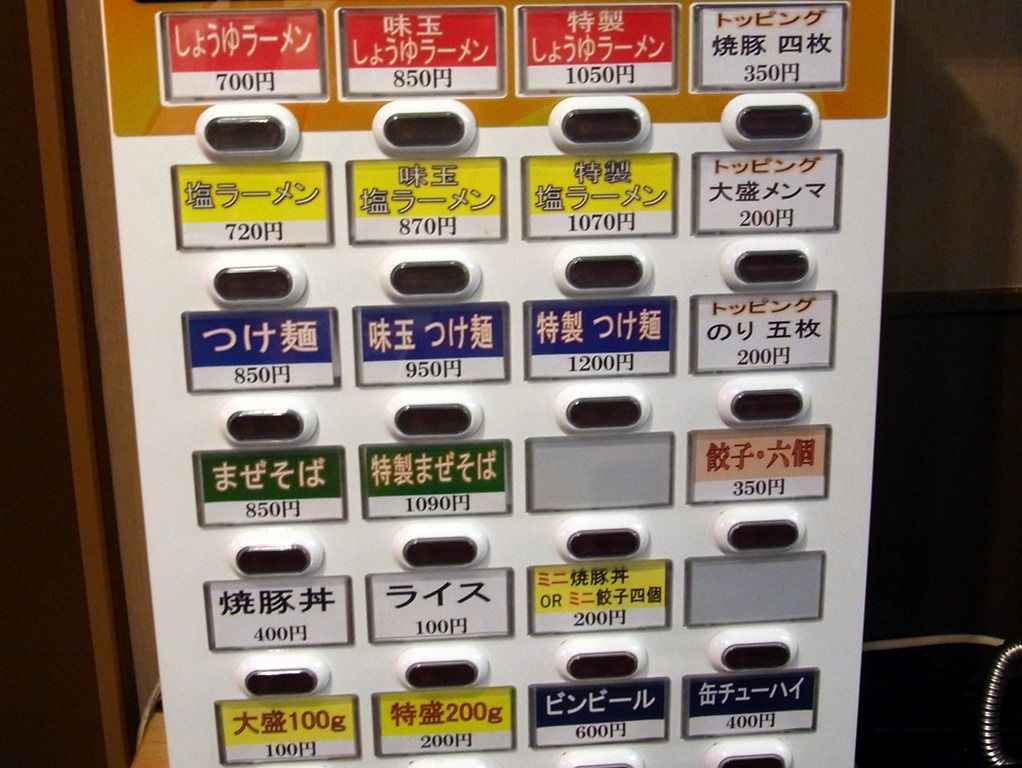 しょうゆラーメン
700円
味玉
しょうゆラーメン
850円
特製
しょうゆラーメン
1050円
トッピング
焼豚 四枚
350円
塩ラーメン
720円
味玉
塩ラーメン
870円
特製
塩ラーメン
1070円
トッピング
大盛メンマ
200円
つけ麺
850円
味玉 つけ麺
950円
特製 つけ麺
1200円
トッピング
のり 五枚
200円
まぜそば
850円
特製まぜそば
1090円
餃子・六個
350円
焼豚丼
400円
ライス
100円
ミニ焼豚丼
OR ミニ餃子四個
200円
大盛100g
100円
特盛200g
200円
ビンビール
600円
缶チューハイ
400円